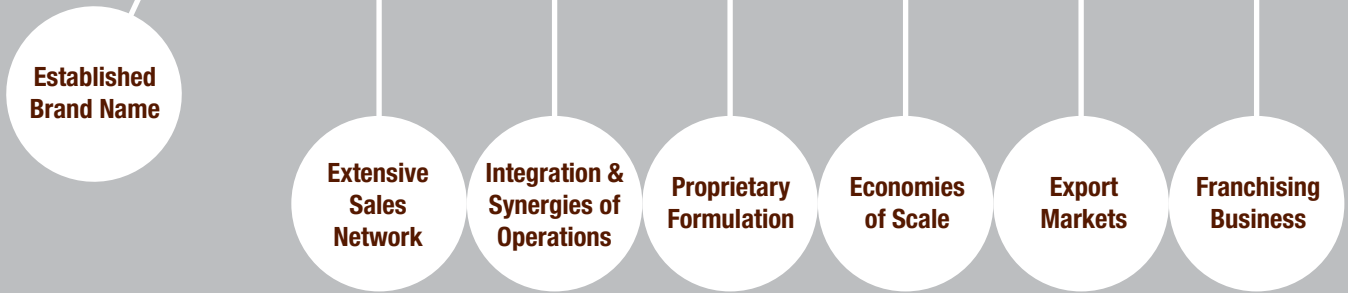 Established
Brand Name
Extensive
Sales
Network
Integration &
Synergies of
Operations
Proprietary
Formulation
Economies
of Scale
Export
Markets
Franchising
Business